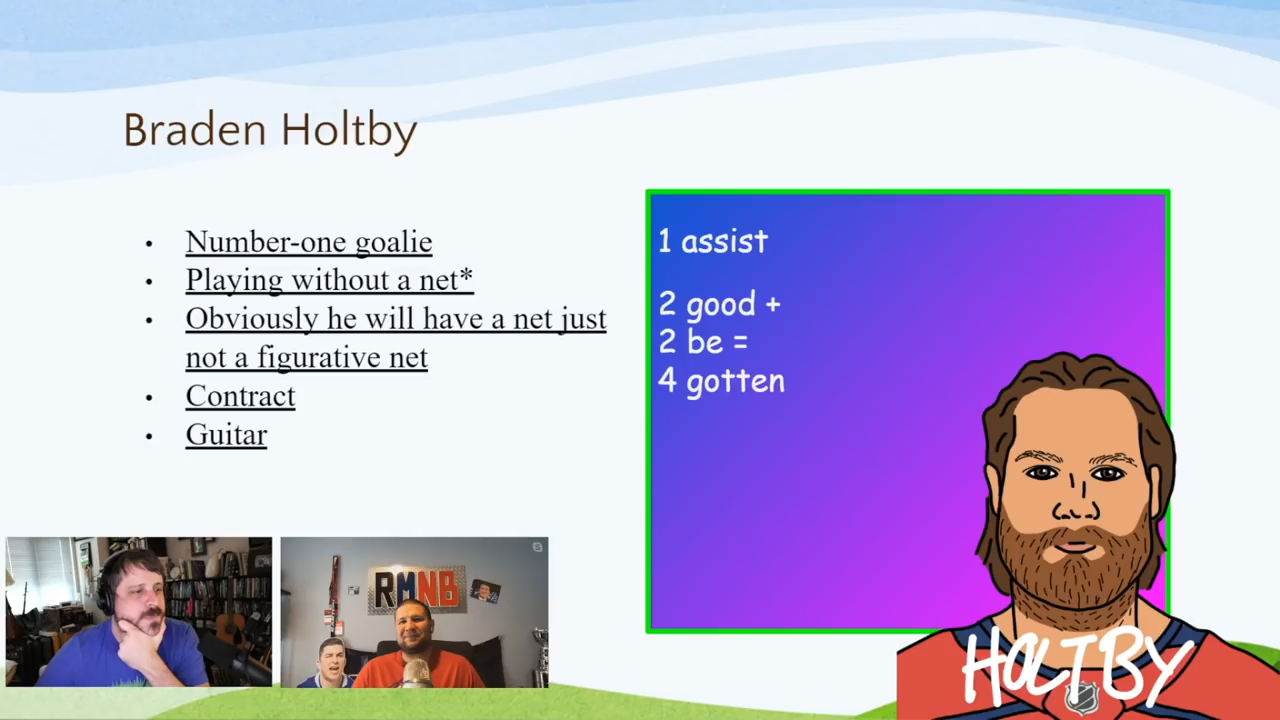 Braden Holtby
Number-one goalie
Playing without a net*
Obviously he will have a net just
not a figurative net
Contract
Guitar
1 assist
2 good +
2 be =
4 gotten
RMNB
HOLTBY
NHL